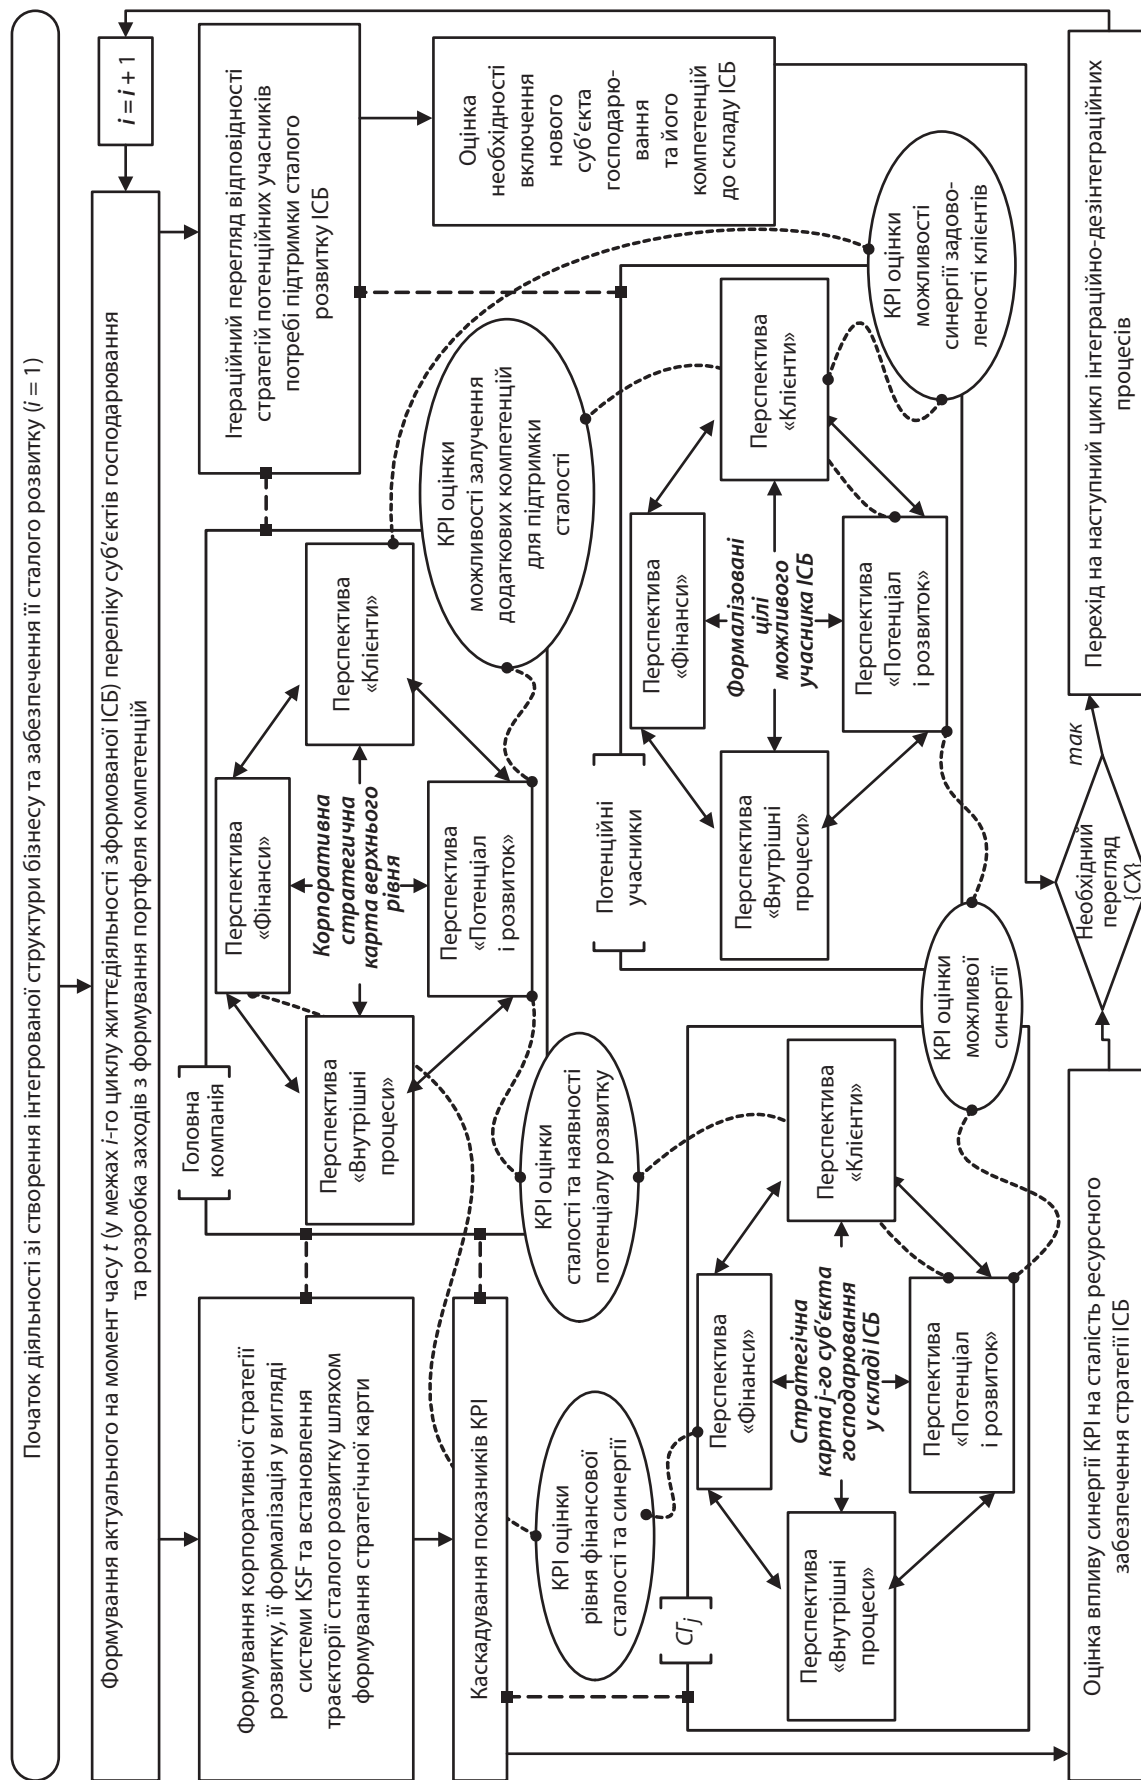 Початок діяльності зі створення інтегрованої структури бізнесу та забезпечення її сталого розвитку (i = 1)
Формування актуального на момент часу t (у межах i-го циклу життєдіяльності зформованої ІСБ) переліку суб’єктів господарювання
та розробка заходів з формування портфеля компетенцій
i = i + 1
Формування корпоративної стратегії
розвитку, її формалізація у вигляді
системи KSF та встановлення
траєкторії сталого розвитку шляхом
формування стратегічної карти
Каскадування показників KPI
Головна
компанія
Перспектива
«Фінанси»
Перспектива
«Внутрішні
процеси»
Корпоративна
стратегична
карта верхнього
рівня
Перспектива
«Клієнти»
Перспектива
«Потенціал
і розвиток»
Ітераційний перегляд відповідності
стратегій потенційних учасників
потребі підтримки сталого
розвитку ІСБ
Оцінка
необхідності
включення
нового
суб’єкта
господарю-
вання
та його
компетенцій
до складу ІСБ
KPI оцінки
рівня фінансової
сталості та синергії
KPI оцінки
сталості та наявності
потенціалу розвитку
KPI оцінки
можливості залучення
додаткових компетенцій
для підтримки
сталості
KPI оцінки
можливості
синергії задово-
леності клієнтів
СГj
Перспектива
«Фінанси»
Перспектива
«Внутрішні
процеси»
Стратегічна
карта j-го суб’єкта
господарювання
у складі ІСБ
Перспектива
«Клієнти»
Перспектива
«Потенціал
і розвиток»
KPI оцінки
можливої
синергії
Потенційні
учасники
Перспектива
«Фінанси»
Перспектива
«Внутрішні
процеси»
Формалізовані
цілі
можливого
учасника ІСБ
Перспектива
«Клієнти»
Перспектива
«Потенціал
і розвиток»
Оцінка впливу синергії KPI на сталість ресурсного
забезпечення стратегії ІСБ
Необхідний
перегляд
{СХ}
так
Перехід на наступний цикл інтеграційно-дезінтеграційних
процесів